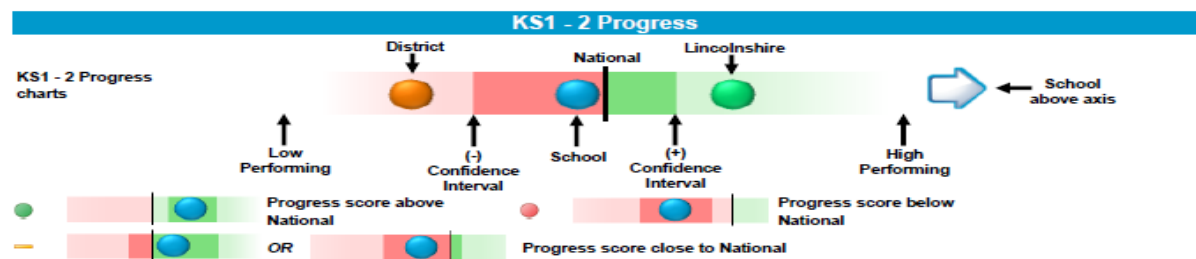 KS1 - 2 Progress
District
National
Lincolnshire
KS1 - 2 Progress
charts
School
above axis
Low
Performing
(-)
Confidence
Interval
School
(+)
Confidence
Interval
High
Performing
Progress score above
National
Progress score below
National
OR
Progress score close to National